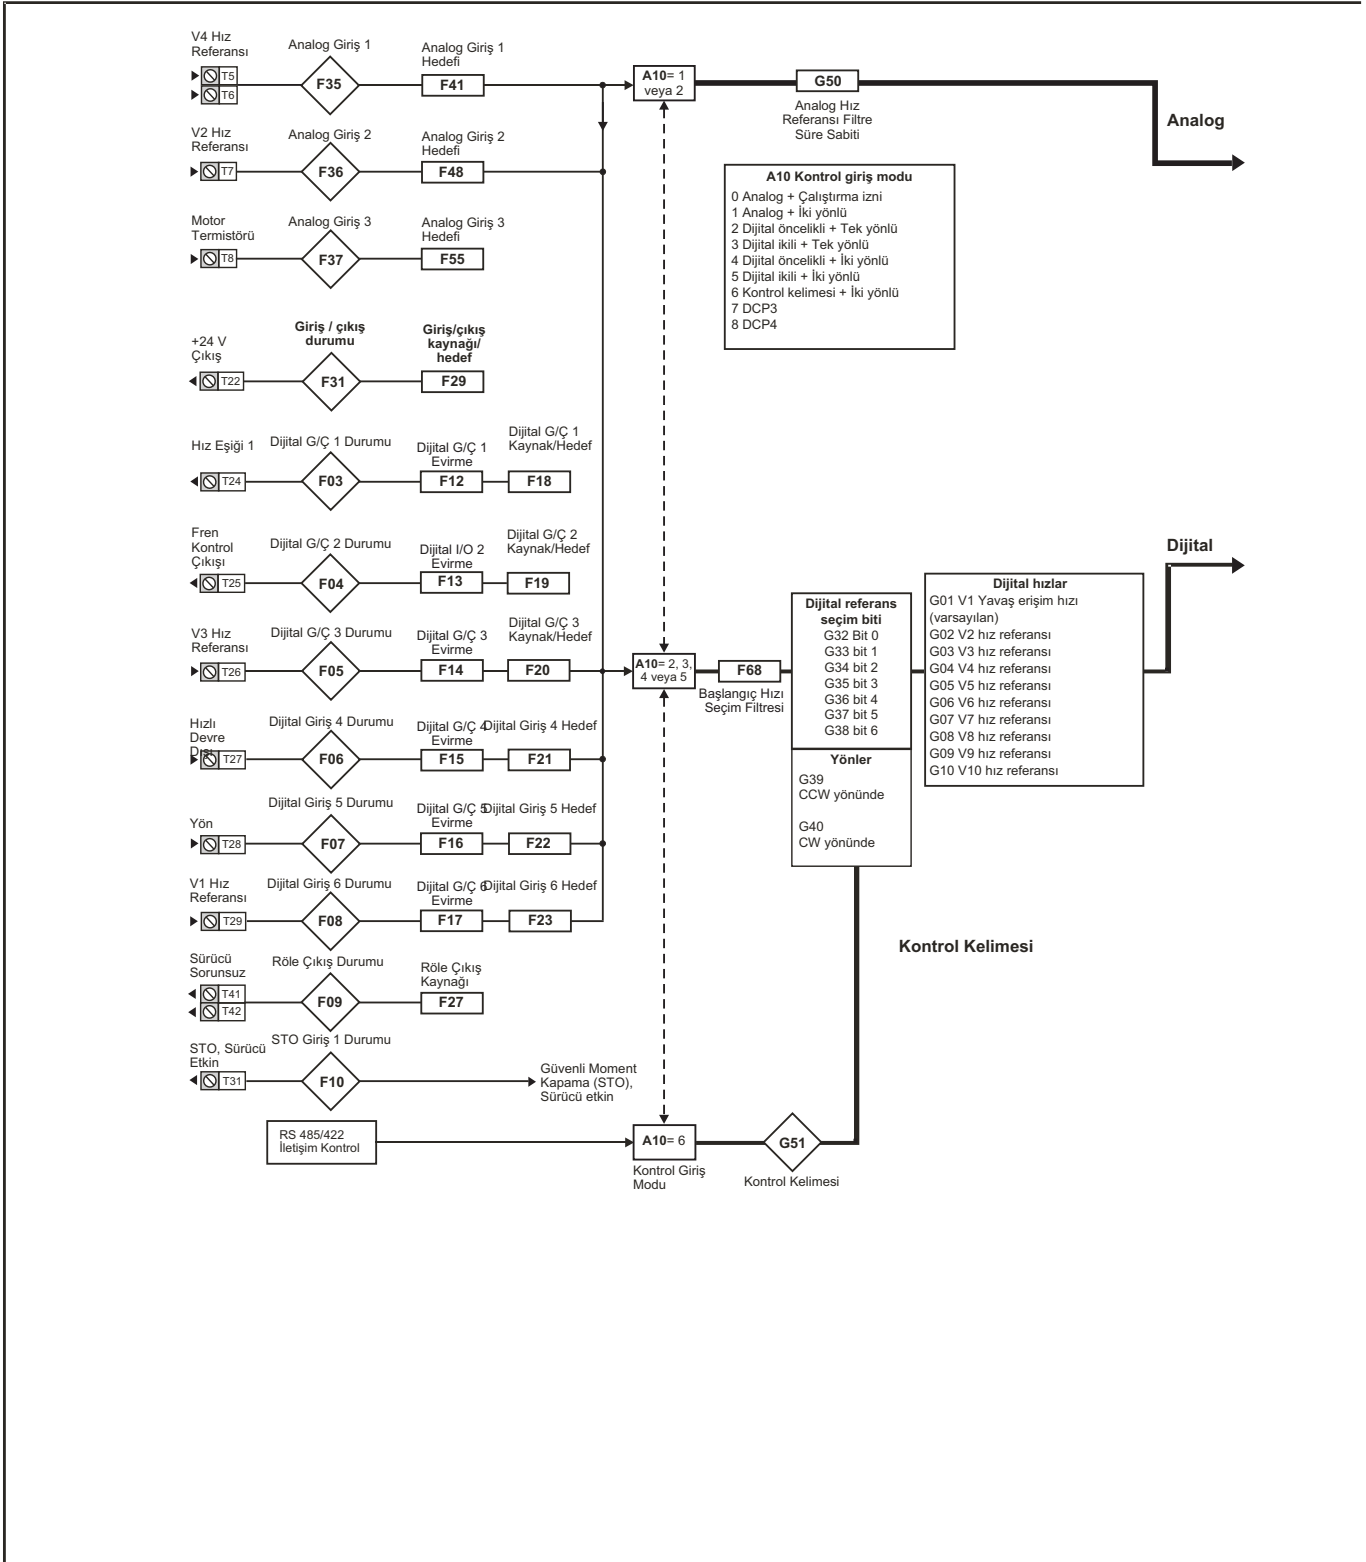 V4 Hız
Referansı
Analog Giriş 1
Analog Giriş 1
Hedefi
T5
T6
F35
F41
A10= 1
veya 2
G50
Analog Hız
Referansı Filtre
Süre Sabiti
Analog
V2 Hız
Referansı
Analog Giriş 2
Analog Giriş 2
Hedefi
T7
F36
F48
A10 Kontrol giriş modu
0 Analog + Çalıştırma izni
1 Analog + İki yönlü
2 Dijital öncelikli + Tek yönlü
3 Dijital ikili + Tek yönlü
4 Dijital öncelikli + İki yönlü
5 Dijital ikili + İki yönlü
6 Kontrol kelimesi + İki yönlü
7 DCP3
8 DCP4
Motor
Termistörü
Analog Giriş 3
Analog Giriş 3
Hedefi
T8
F37
F55
+24 V
Çıkış
Giriş / çıkış
durumu
Giriş/çıkış
kaynağı/
hedef
T22
F31
F29
Hız Eşiği 1
Dijital G/Ç 1 Durumu
Dijital G/Ç 1
Evirme
Dijital G/Ç 1
Kaynak/Hedef
T24
F03
F12
F18
Fren
Kontrol
Çıkışı
Dijital G/Ç 2 Durumu
Dijital I/O 2
Evirme
Dijital G/Ç 2
Kaynak/Hedef
T25
F04
F13
F19
V3 Hız
Referansı
Dijital G/Ç 3 Durumu
Dijital G/Ç 3
Evirme
Dijital G/Ç 3
Kaynak/Hedef
T26
F05
F14
F20
A10= 2, 3,
4 veya 5
F68
Başlangıç Hızı
Seçim Filtresi
Dijital referans
seçim biti
G32 Bit 0
G33 bit 1
G34 bit 2
G35 bit 3
G36 bit 4
G37 bit 5
G38 bit 6
Yönler
G39
CCW yönünde
G40
CW yönünde
Dijital hızlar
G01 V1 Yavaş erişim hızı
(varsayılan)
G02 V2 hız referansı
G03 V3 hız referansı
G04 V4 hız referansı
G05 V5 hız referansı
G06 V6 hız referansı
G07 V7 hız referansı
G08 V8 hız referansı
G09 V9 hız referansı
G10 V10 hız referansı
Dijital
Hızlı
Devre
Dışı
Dijital Giriş 4 Durumu
Dijital G/Ç 4
Evirme
Dijital Giriş 4 Hedef
T27
F06
F15
F21
Yön
Dijital Giriş 5 Durumu
Dijital G/Ç 5
Evirme
Dijital Giriş 5 Hedef
T28
F07
F16
F22
V1 Hız
Referansı
Dijital Giriş 6 Durumu
Dijital G/Ç 6
Evirme
Dijital Giriş 6 Hedef
T29
F08
F17
F23
Kontrol Kelimesi
Sürücü
Sorunsuz
Röle Çıkış Durumu
Röle Çıkış
Kaynağı
T41
T42
F09
F27
STO, Sürücü
Etkin
STO Giriş 1 Durumu
T31
F10
Güvenli Moment
Kapama (STO),
Sürücü etkin
RS 485/422
İletişim Kontrol
A10= 6
Kontrol Giriş
Modu
G51
Kontrol Kelimesi